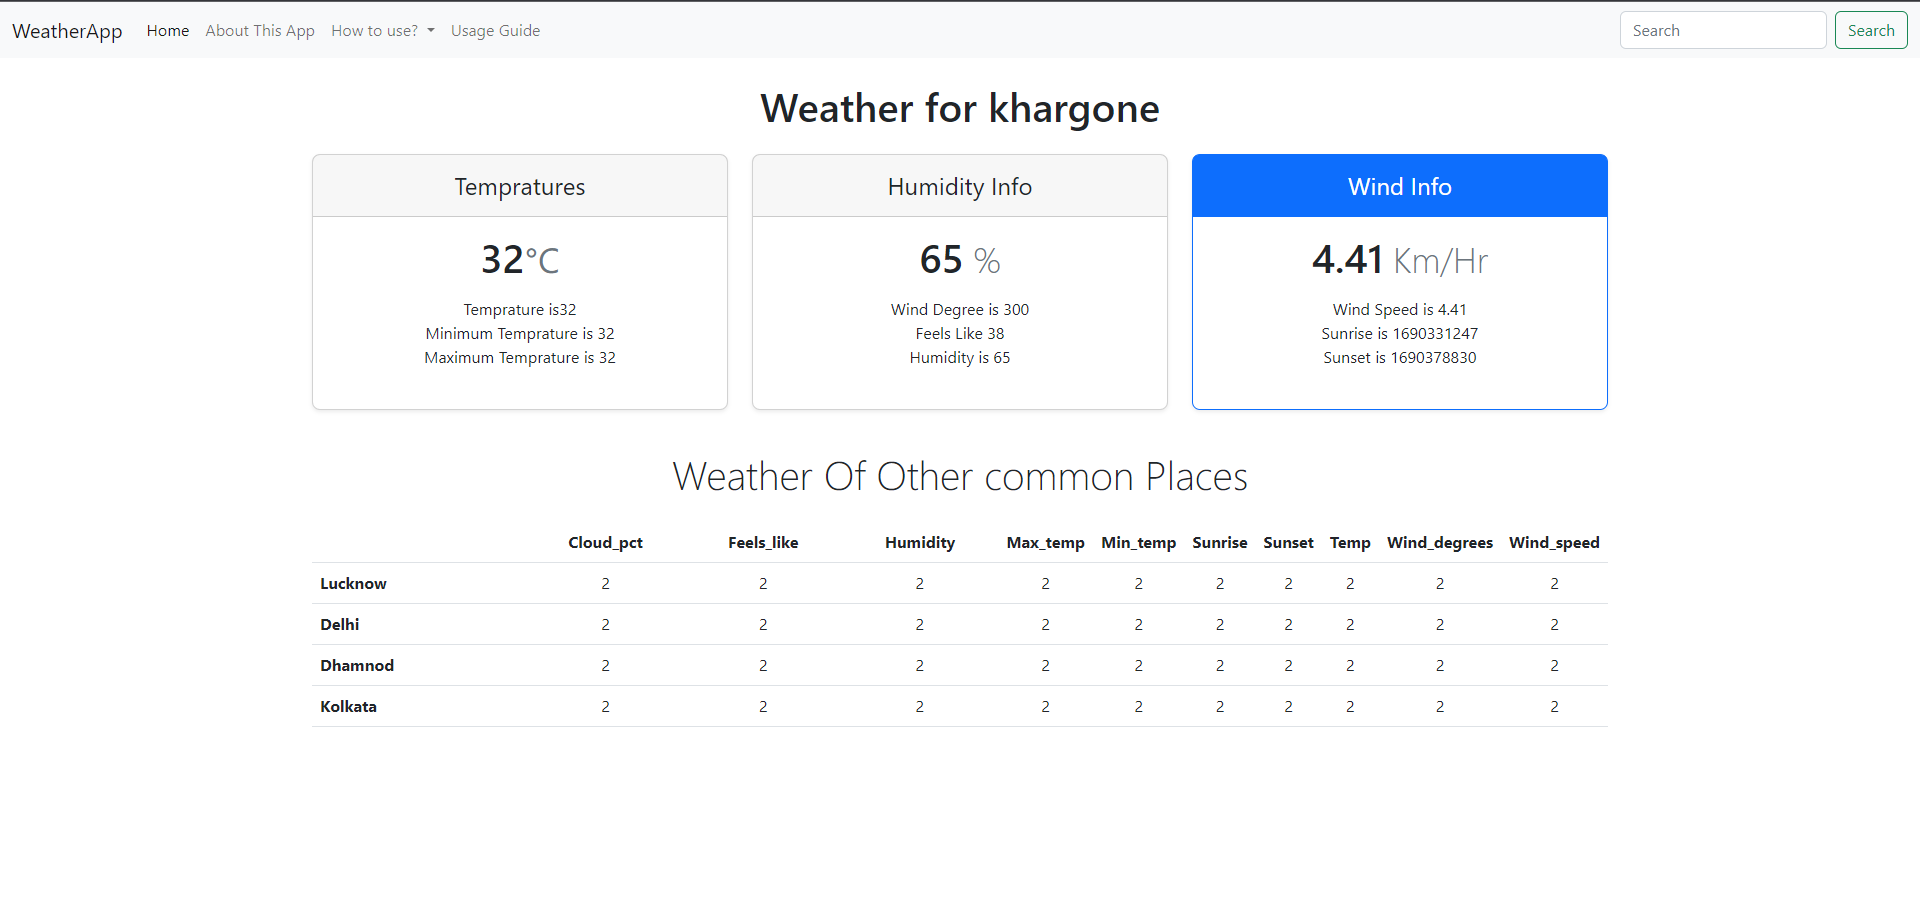 WeatherApp Home About This App How to use? Usage Guide Search Search
Weather for khargone
Tempratures
32°C
Temprature is32
Minimum Temprature is 32
Maximum Temprature is 32
Humidity Info
65 %
Wind Degree is 300
Feels Like 38
Humidity is 65
Wind Info
4.41 Km/Hr
Wind Speed is 4.41
Sunrise is 1690331247
Sunset is 1690378830
Weather Of Other common Places
Cloud_pct Feels_like Humidity Max_temp Min_temp Sunrise Sunset Temp Wind_degrees Wind_speed
Lucknow 2 2 2 2 2 2 2 2 2 2
Delhi 2 2 2 2 2 2 2 2 2 2
Dhamnod 2 2 2 2 2 2 2 2 2 2
Kolkata 2 2 2 2 2 2 2 2 2 2